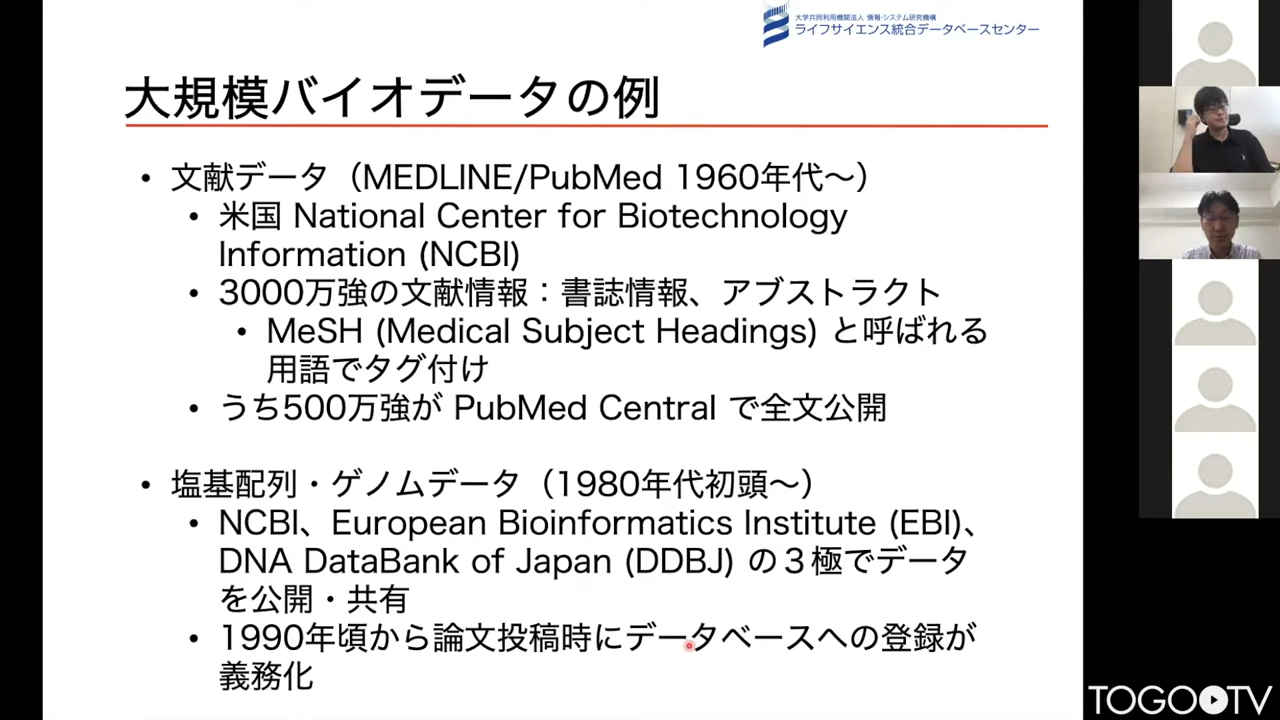 大学共同利用機関法人 情報・システム研究機構
ライフサイエンス統合データベースセンター
大規模バイオデータの例
• 文献データ（MEDLINE/PubMed 1960年代〜）
• 米国 National Center for Biotechnology
Information (NCBI)
• 3000万強の文献情報：書誌情報、アブストラクト
• MeSH (Medical Subject Headings) と呼ばれる
用語でタグ付け
• うち500万強が PubMed Central で全文公開
• 塩基配列・ゲノムデータ（1980年代初頭〜）
• NCBI、European Bioinformatics Institute (EBI)、
DNA DataBank of Japan (DDBJ) の３極でデータ
を公開・共有
• 1990年頃から論文投稿時にデータベースへの登録が
義務化
TOGOTV